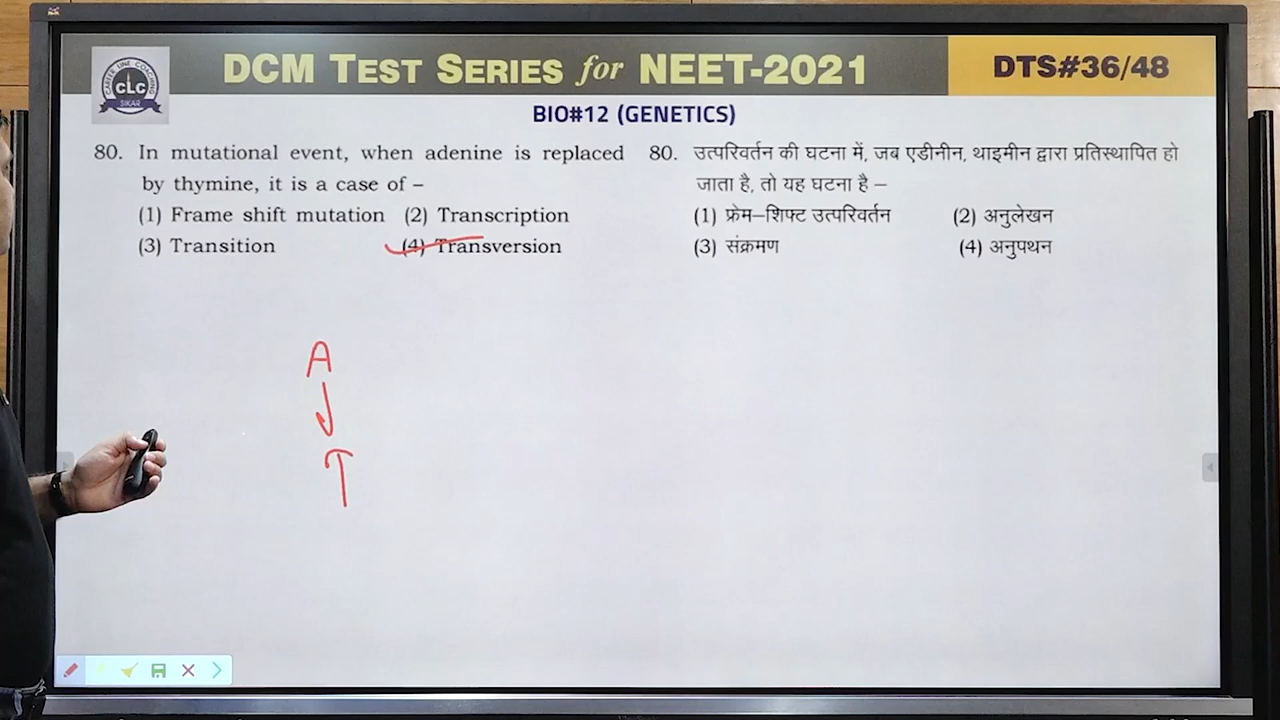 DCM TEST SERIES for NEET-2021
DTS#36/48
CAREER LINE COACHING
CLC
SIKAR
BIO#12 (GENETICS)
80. In mutational event, when adenine is replaced
by thymine, it is a case of –
(1) Frame shift mutation (2) Transcription
(3) Transition (4) Transversion
80. उत्परिवर्तन की घटना में, जब एडीनीन, थाइमीन द्वारा प्रतिस्थापित हो
जाता है, तो यह घटना है –
(1) फ्रेम–शिफ्ट उत्परिवर्तन (2) अनुलेखन
(3) संक्रमण (4) अनुपथन
A
T